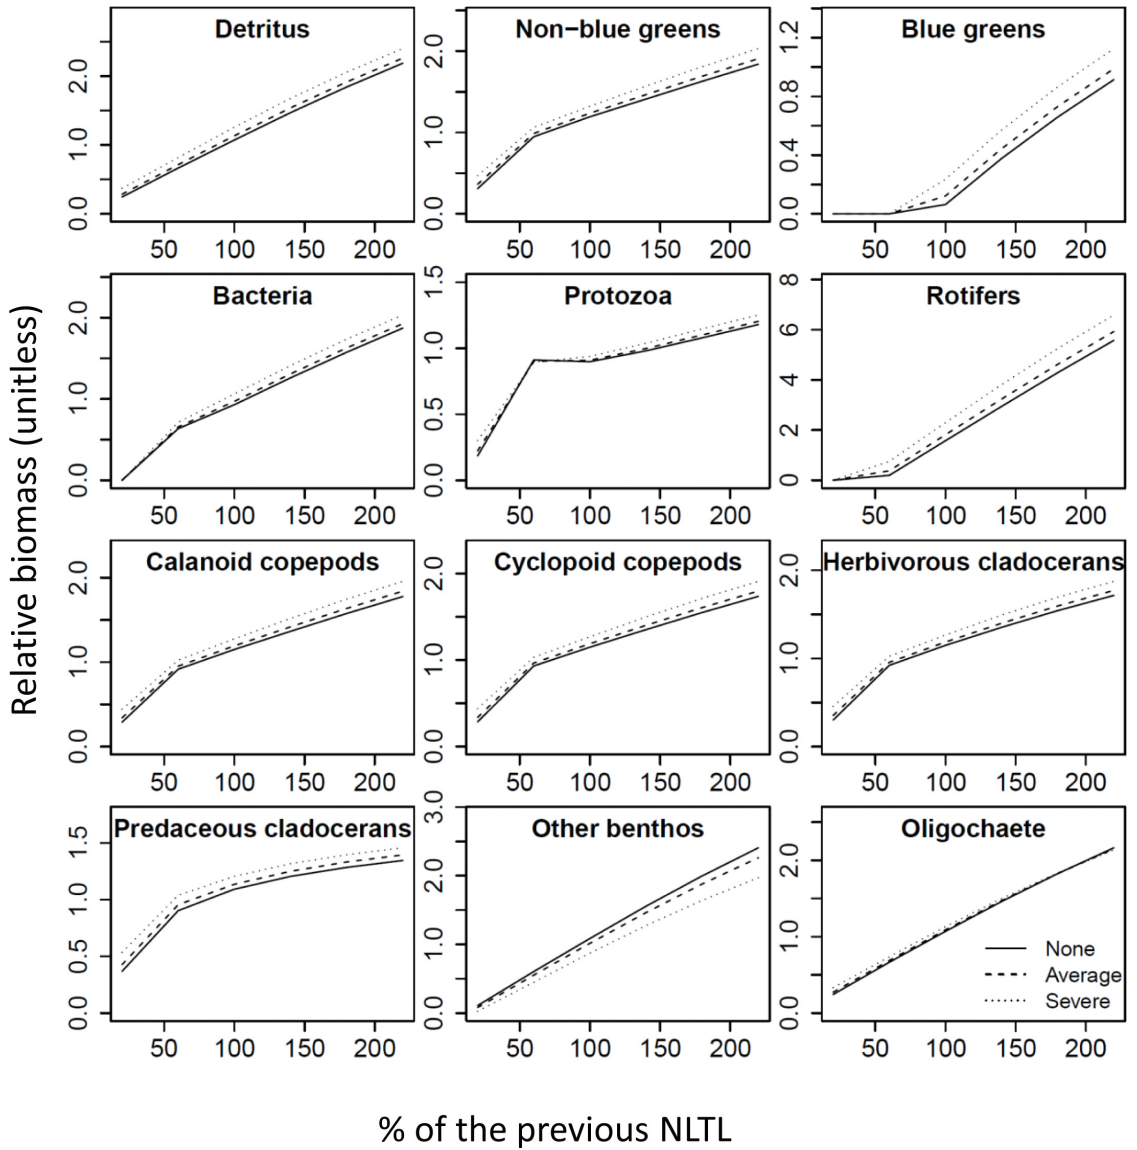 Detritus
0.0 1.0 2.0
50 100 150 200
Non−blue greens
0.0 1.0 2.0
50 100 150 200
Blue greens
0.0 0.4 0.8 1.2
50 100 150 200
Bacteria
0.0 1.0 2.0
50 100 150 200
Protozoa
0.0 0.5 1.0 1.5
50 100 150 200
Rotifers
0 2 4 6 8
50 100 150 200
Relative biomass (unitless)
Calanoid copepods
0.0 1.0 2.0
50 100 150 200
Cyclopoid copepods
0.0 1.0 2.0
50 100 150 200
Herbivorous cladocerans
0.0 1.0 2.0
50 100 150 200
Predaceous cladocerans
0.0 0.5 1.0 1.5
50 100 150 200
Other benthos
0.0 1.0 2.0 3.0
50 100 150 200
Oligochaete
0.0 1.0 2.0
None
Average
Severe
50 100 150 200
% of the previous NLTL